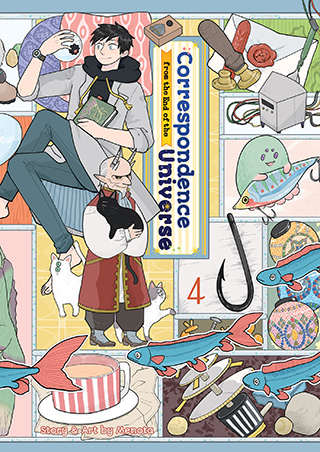 Correspondence
from the End of the
Universe
4
Story & Art by Menota